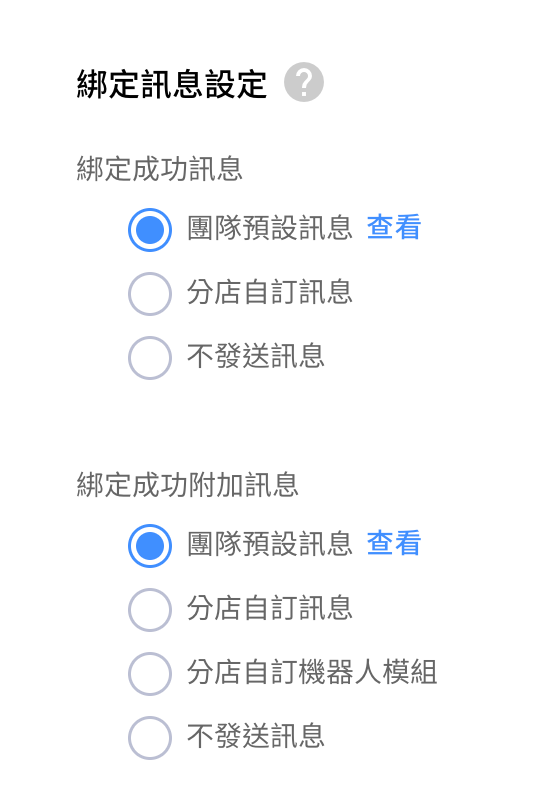 綁定訊息設定 ?
綁定成功訊息
團隊預設訊息 查看
分店自訂訊息
不發送訊息
綁定成功附加訊息
團隊預設訊息 查看
分店自訂訊息
分店自訂機器人模組
不發送訊息